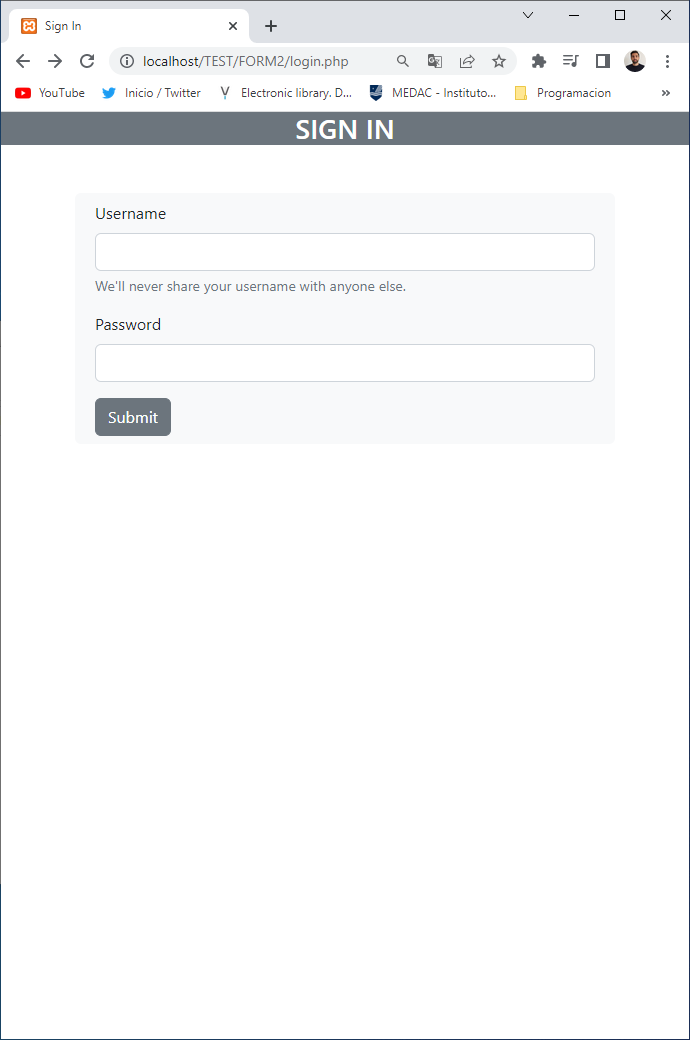 Sign In
localhost/TEST/FORM2/login.php
YouTube Inicio / Twitter Electronic library. D... MEDAC - Instituto... Programacion »
SIGN IN
Username
We'll never share your username with anyone else.
Password
Submit